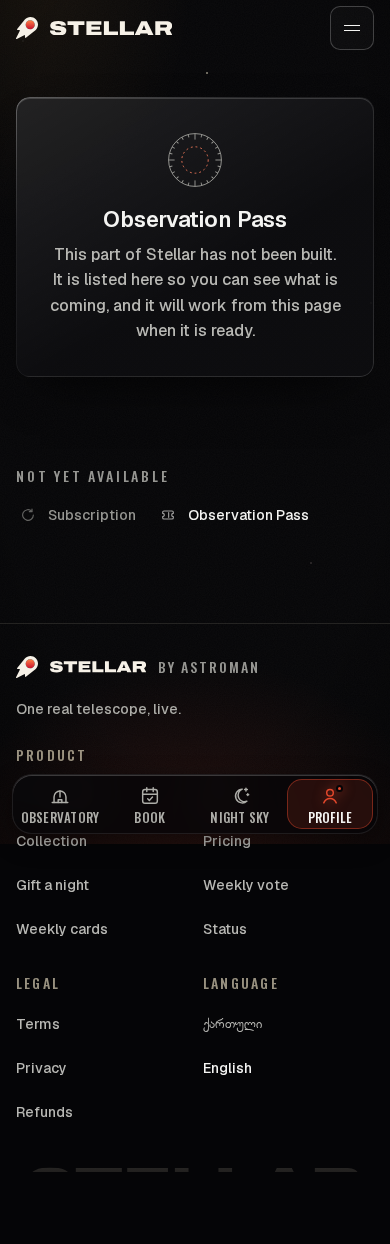 STELLAR
Observation Pass
This part of Stellar has not been built.
It is listed here so you can see what is
coming, and it will work from this page
when it is ready.
NOT YET AVAILABLE
Subscription
Observation Pass
STELLAR BY ASTROMAN
One real telescope, live.
PRODUCT
OBSERVATORY
BOOK
NIGHT SKY
PROFILE
Collection
Pricing
Gift a night
Weekly vote
Weekly cards
Status
LEGAL
LANGUAGE
Terms
ქართული
Privacy
English
Refunds
STELLAR